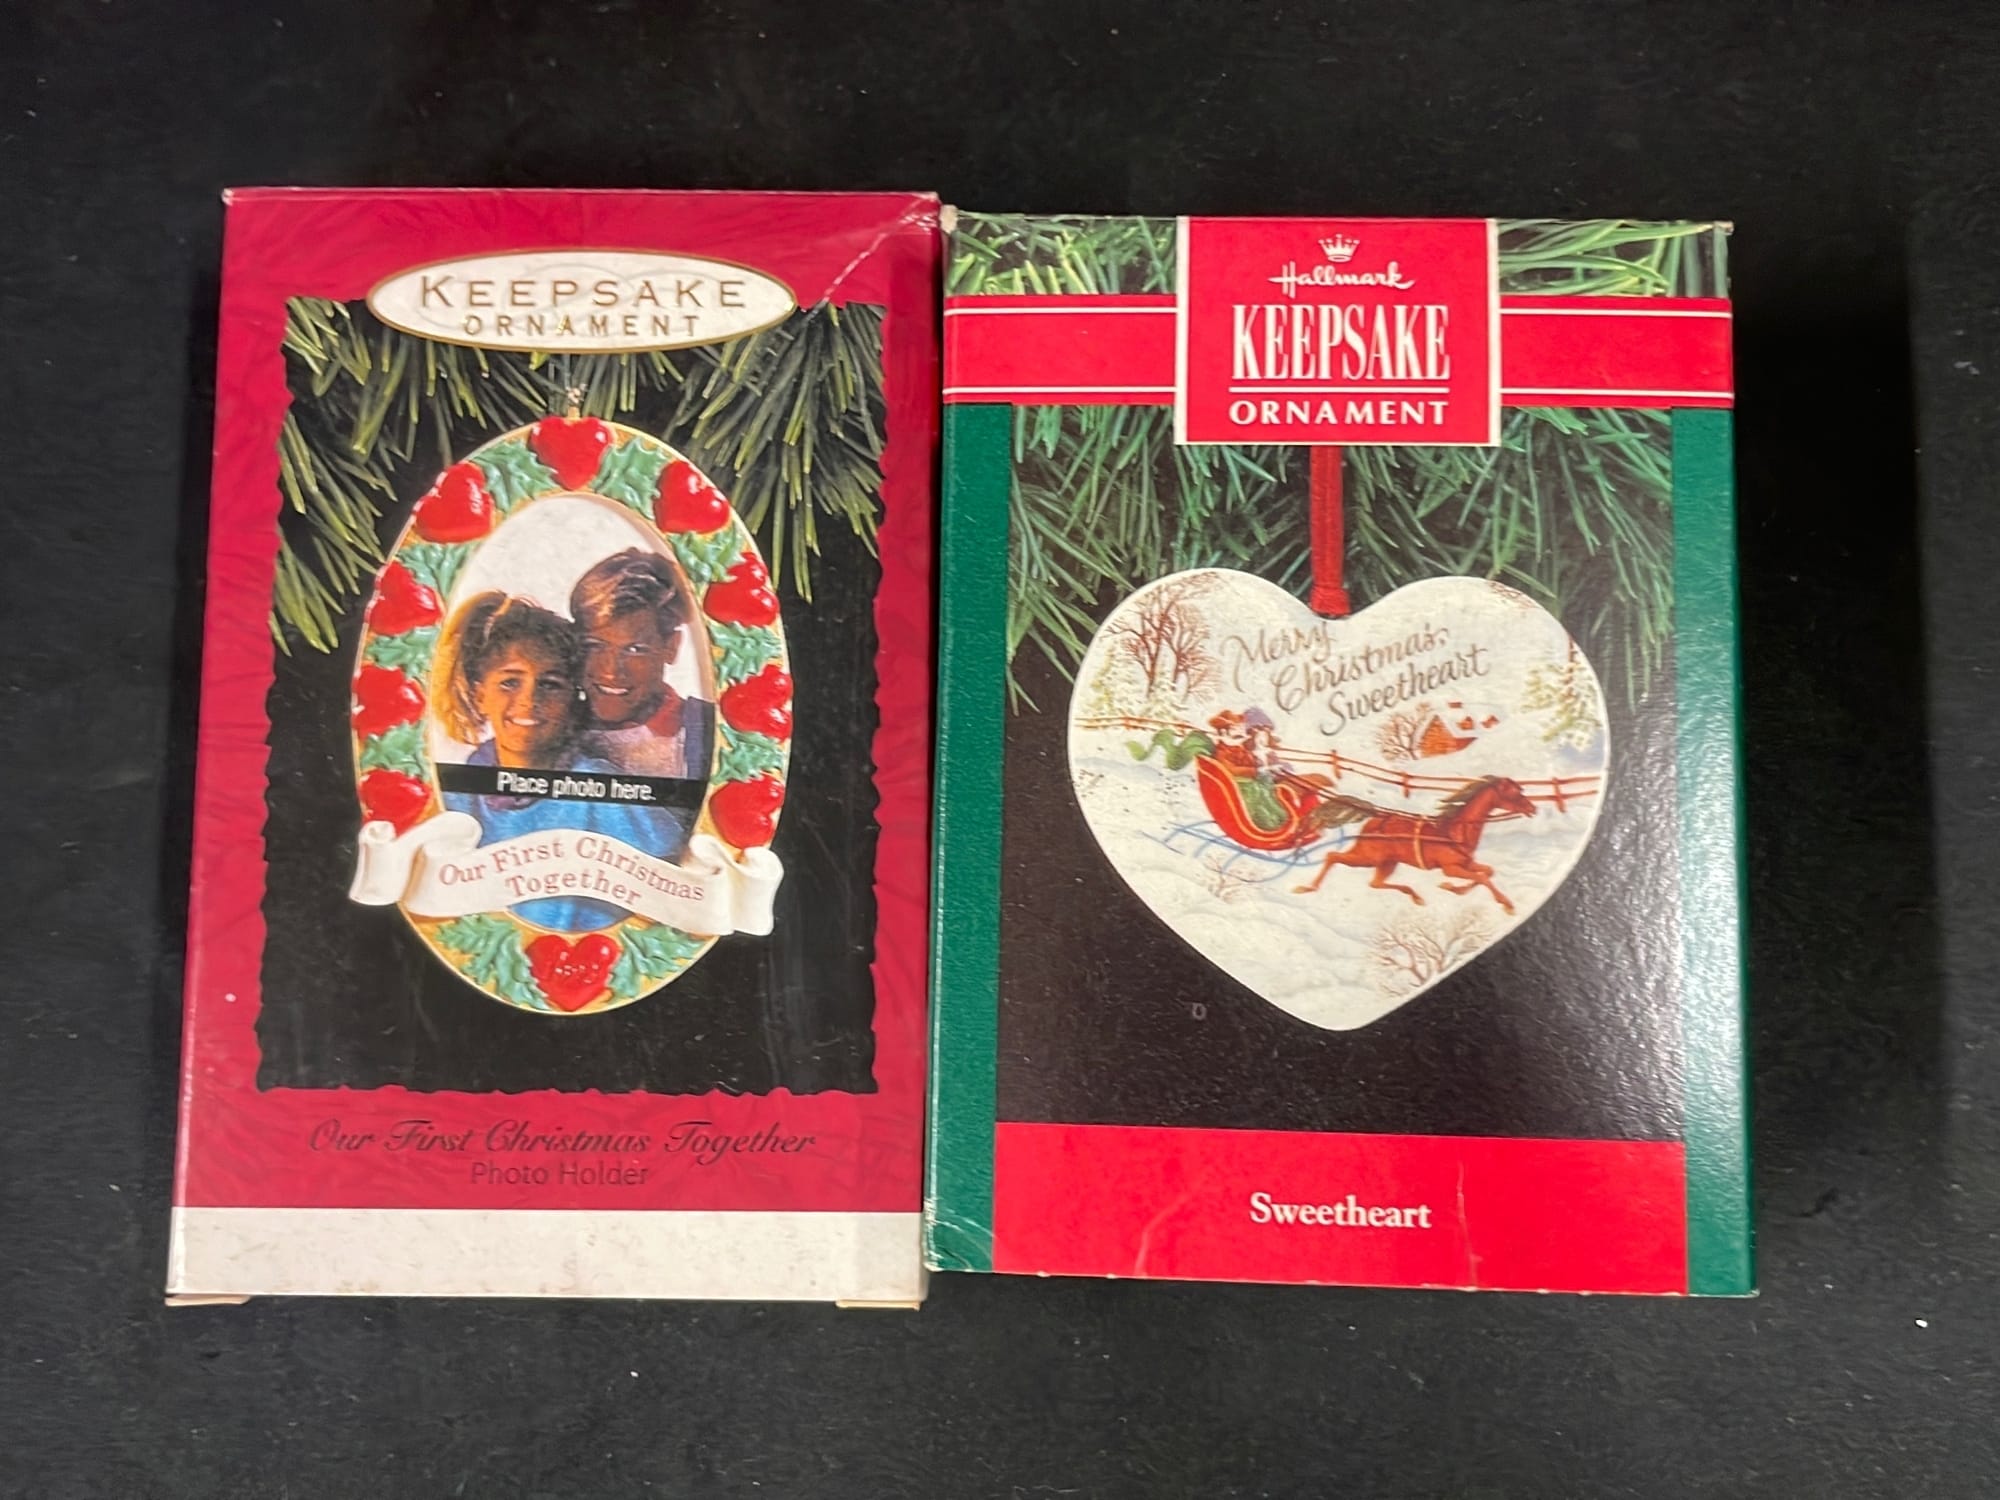 KEEPSAKE
ORNAMENT
Place photo here.
Our First Christmas
Together
Our First Christmas Together
Photo Holder
Hallmark
KEEPSAKE
ORNAMENT
Merry
Christmas,
Sweetheart
Sweetheart